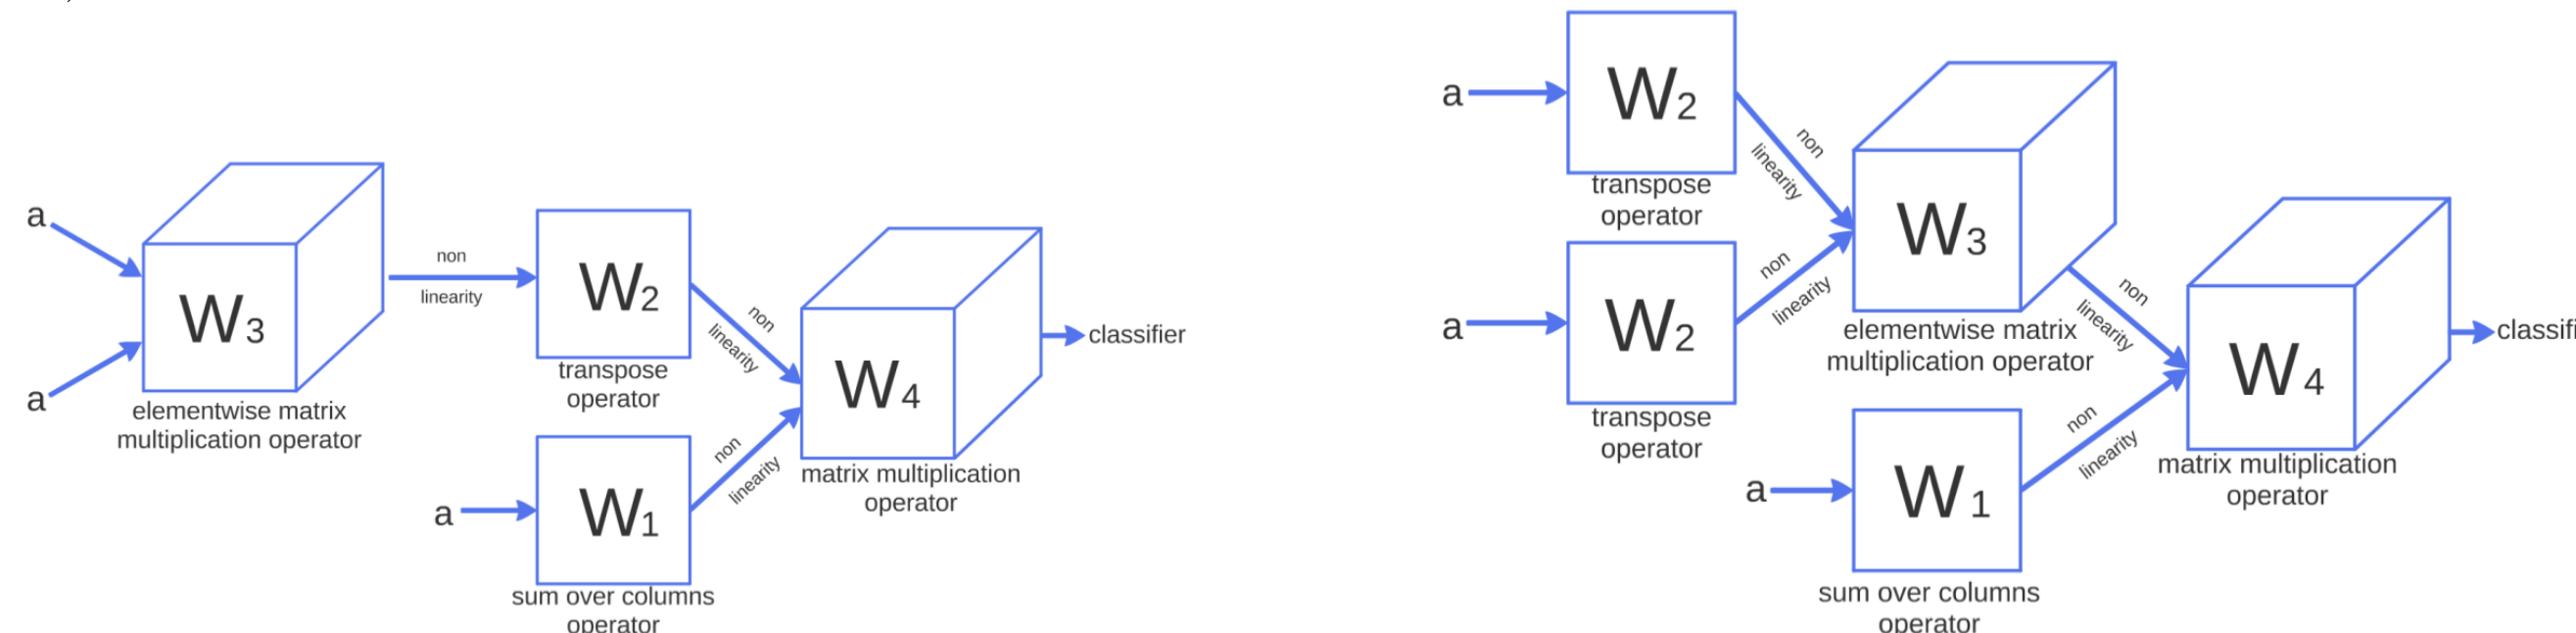 a
a
W3
elementwise matrix
multiplication operator
non
linearity
W2
transpose
operator
a
W1
sum over columns
operator
non
linearity
non
linearity
W4
matrix multiplication
operator
classifier
a
W2
transpose
operator
a
W2
transpose
operator
non
linearity
non
linearity
W3
elementwise matrix
multiplication operator
a
W1
sum over columns
operator
non
linearity
non
linearity
W4
matrix multiplication
operator
classifi